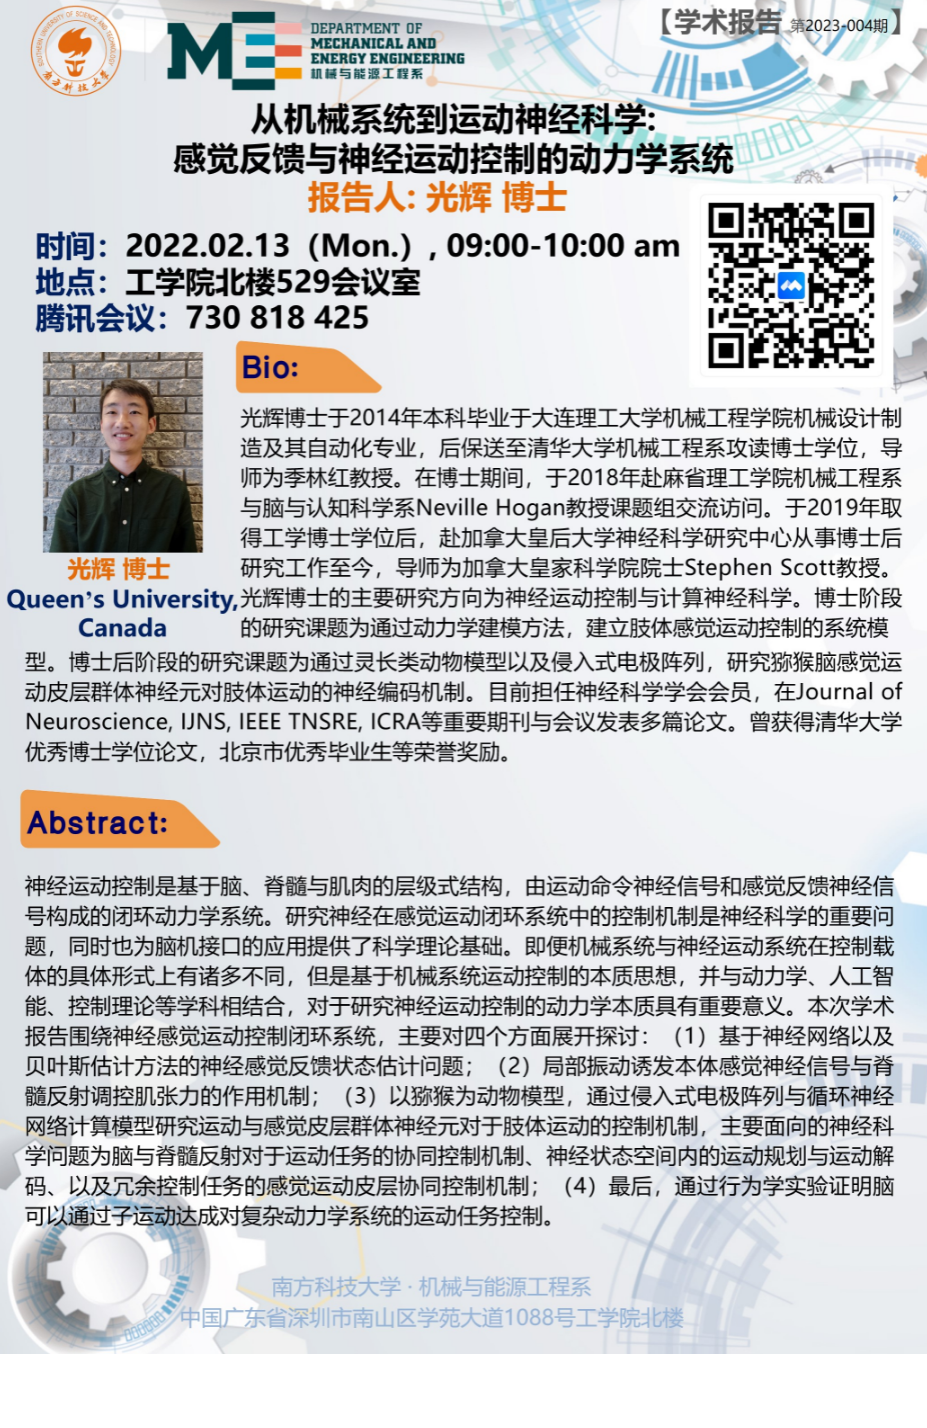 SOUTHERN UNIVERSITY OF SCIENCE AND TECHNOLOGY
南方科技大学
ME
DEPARTMENT OF
MECHANICAL AND
ENERGY ENGINEERING
机械与能源工程系
【学术报告 第2023-004期】
从机械系统到运动神经科学:
感觉反馈与神经运动控制的动力学系统
报告人: 光辉 博士
时间：2022.02.13（Mon.）, 09:00-10:00 am
地点：工学院北楼529会议室
腾讯会议：730 818 425
Bio:
光辉 博士
Queen's University,
Canada
光辉博士于2014年本科毕业于大连理工大学机械工程学院机械设计制
造及其自动化专业，后保送至清华大学机械工程系攻读博士学位，导
师为季林红教授。在博士期间，于2018年赴麻省理工学院机械工程系
与脑与认知科学系Neville Hogan教授课题组交流访问。于2019年取
得工学博士学位后，赴加拿大皇后大学神经科学研究中心从事博士后
研究工作至今，导师为加拿大皇家科学院院士Stephen Scott教授。
光辉博士的主要研究方向为神经运动控制与计算神经科学。博士阶段
的研究课题为通过动力学建模方法，建立肢体感觉运动控制的系统模
型。博士后阶段的研究课题为通过灵长类动物模型以及侵入式电极阵列，研究猕猴脑感觉运
动皮层群体神经元对肢体运动的神经编码机制。目前担任神经科学学会会员，在Journal of
Neuroscience, IJNS, IEEE TNSRE, ICRA等重要期刊与会议发表多篇论文。曾获得清华大学
优秀博士学位论文，北京市优秀毕业生等荣誉奖励。
Abstract:
神经运动控制是基于脑、脊髓与肌肉的层级式结构，由运动命令神经信号和感觉反馈神经信
号构成的闭环动力学系统。研究神经在感觉运动闭环系统中的控制机制是神经科学的重要问
题，同时也为脑机接口的应用提供了科学理论基础。即便机械系统与神经运动系统在控制载
体的具体形式上有诸多不同，但是基于机械系统运动控制的本质思想，并与动力学、人工智
能、控制理论等学科相结合，对于研究神经运动控制的动力学本质具有重要意义。本次学术
报告围绕神经感觉运动控制闭环系统，主要对四个方面展开探讨：（1）基于神经网络以及
贝叶斯估计方法的神经感觉反馈状态估计问题；（2）局部振动诱发本体感觉神经信号与脊
髓反射调控肌张力的作用机制；（3）以猕猴为动物模型，通过侵入式电极阵列与循环神经
网络计算模型研究运动与感觉皮层群体神经元对于肢体运动的控制机制，主要面向的神经科
学问题为脑与脊髓反射对于运动任务的协同控制机制、神经状态空间内的运动规划与运动解
码、以及冗余控制任务的感觉运动皮层协同控制机制；（4）最后，通过行为学实验证明脑
可以通过子运动达成对复杂动力学系统的运动任务控制。
南方科技大学 · 机械与能源工程系
中国广东省深圳市南山区学苑大道1088号工学院北楼